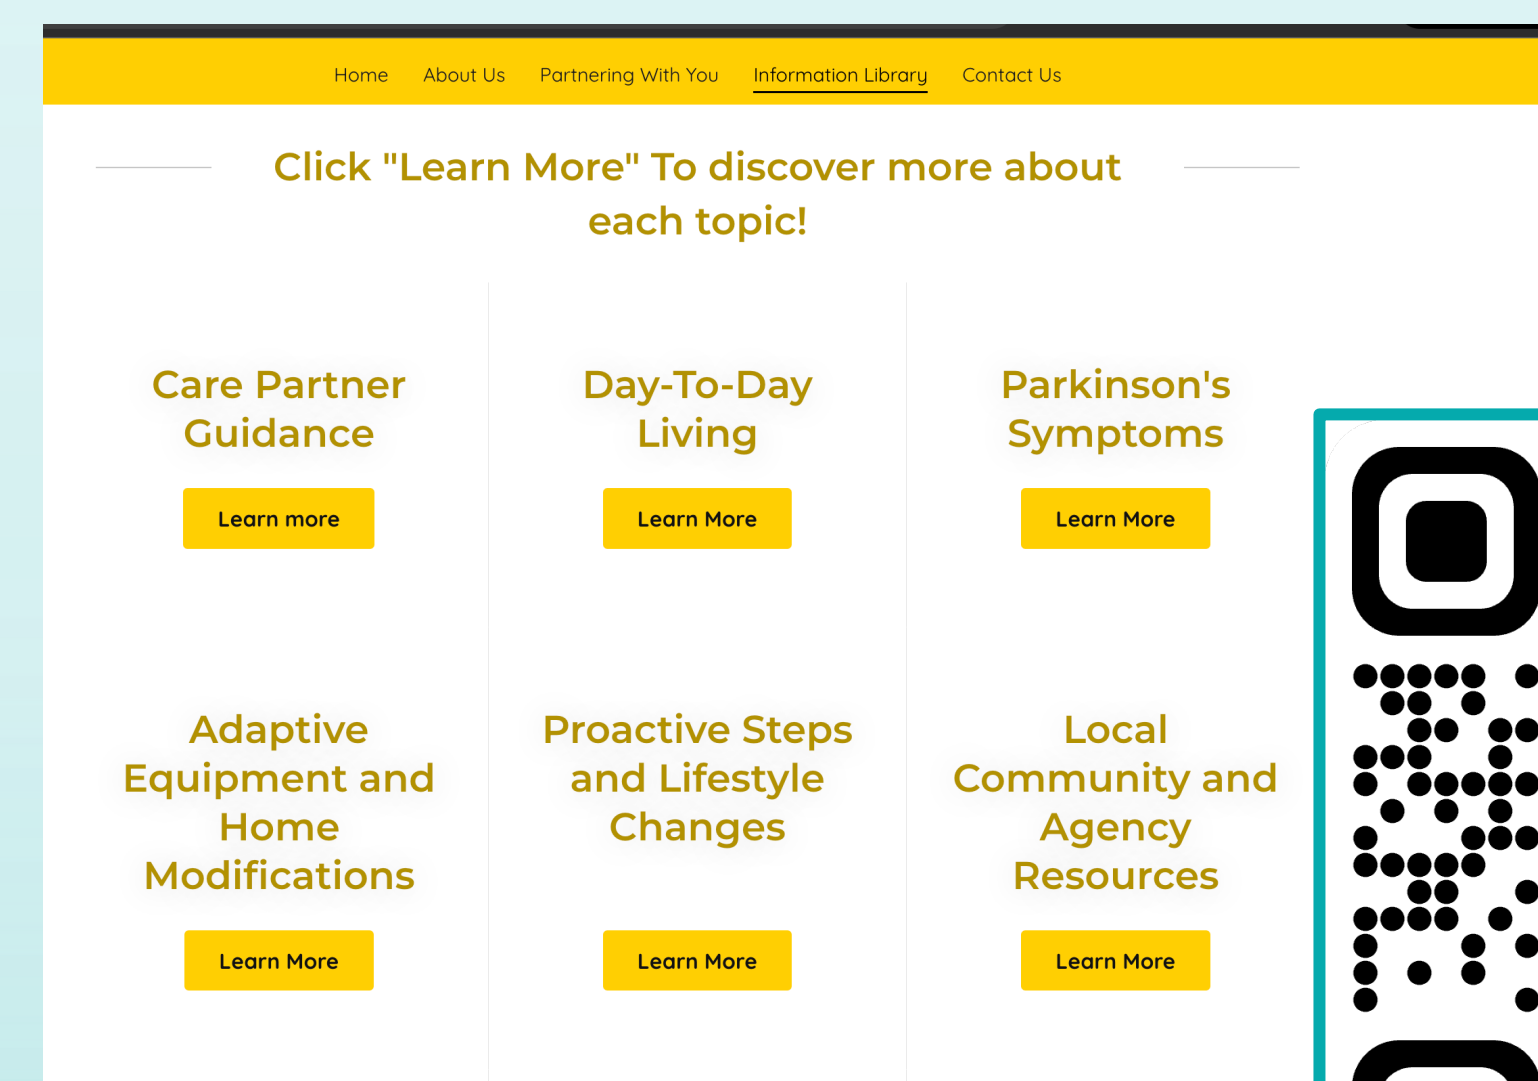 Home About Us Partnering With You Information Library Contact Us
Click "Learn More" To discover more about
each topic!
Care Partner
Guidance
Learn more
Day-To-Day
Living
Learn More
Parkinson's
Symptoms
Learn More
Adaptive
Equipment and
Home
Modifications
Learn More
Proactive Steps
and Lifestyle
Changes
Learn More
Local
Community and
Agency
Resources
Learn More